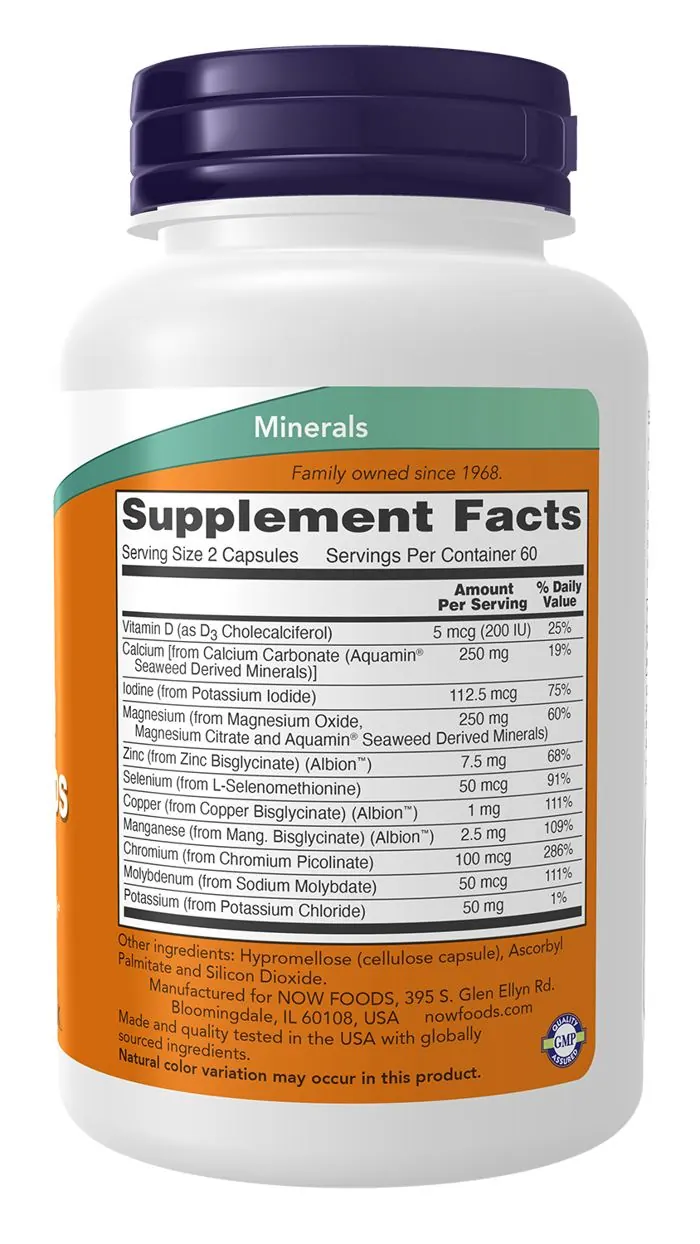 Minerals
Family owned since 1968.
Supplement Facts
Serving Size 2 Capsules Servings Per Container 60
Amount Per Serving % Daily Value
Vitamin D (as D3 Cholecalciferol) 5 mcg (200 IU) 25%
Calcium [from Calcium Carbonate (Aquamin® 250 mg 19%
Seaweed Derived Minerals)]
Iodine (from Potassium Iodide) 112.5 mcg 75%
Magnesium (from Magnesium Oxide, 250 mg 60%
Magnesium Citrate and Aquamin® Seaweed Derived Minerals)
Zinc (from Zinc Bisglycinate) (Albion™) 7.5 mg 68%
Selenium (from L-Selenomethionine) 50 mcg 91%
Copper (from Copper Bisglycinate) (Albion™) 1 mg 111%
Manganese (from Mang. Bisglycinate) (Albion™) 2.5 mg 109%
Chromium (from Chromium Picolinate) 100 mcg 286%
Molybdenum (from Sodium Molybdate) 50 mcg 111%
Potassium (from Potassium Chloride) 50 mg 1%
Other ingredients: Hypromellose (cellulose capsule), Ascorbyl
Palmitate and Silicon Dioxide.
Manufactured for NOW FOODS, 395 S. Glen Ellyn Rd.
Bloomingdale, IL 60108, USA nowfoods.com
Made and quality tested in the USA with globally
sourced ingredients.
Natural color variation may occur in this product.
QUALITY
GMP
ASSURED